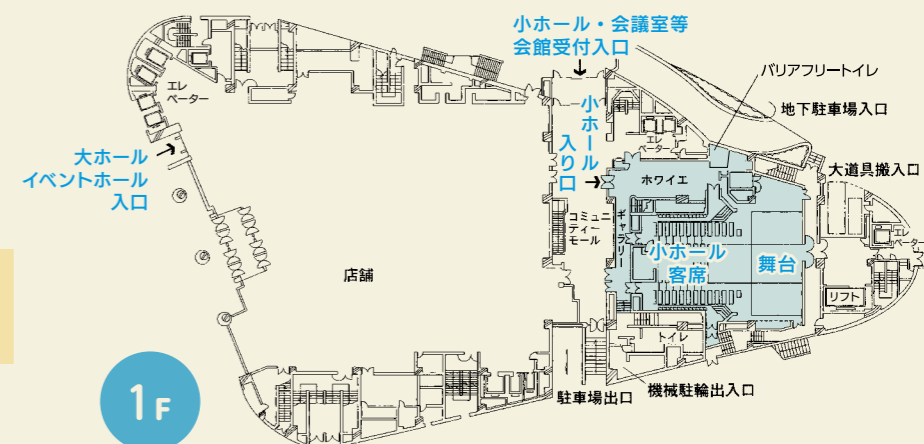 小ホール・会議室等
会館受付入口
バリアフリートイレ
地下駐車場入口
エレ
ベーター
小ホール
入り口
エレ
ベーター
大道具搬入口
大ホール
イベントホール
入口
ホワイエ
コミュニ
ティー
モール
ギャラリー
エレ
ベーター
小ホール
客席
舞台
店舗
リフト
トイレ
駐車場出口
機械駐輪出入口
1F